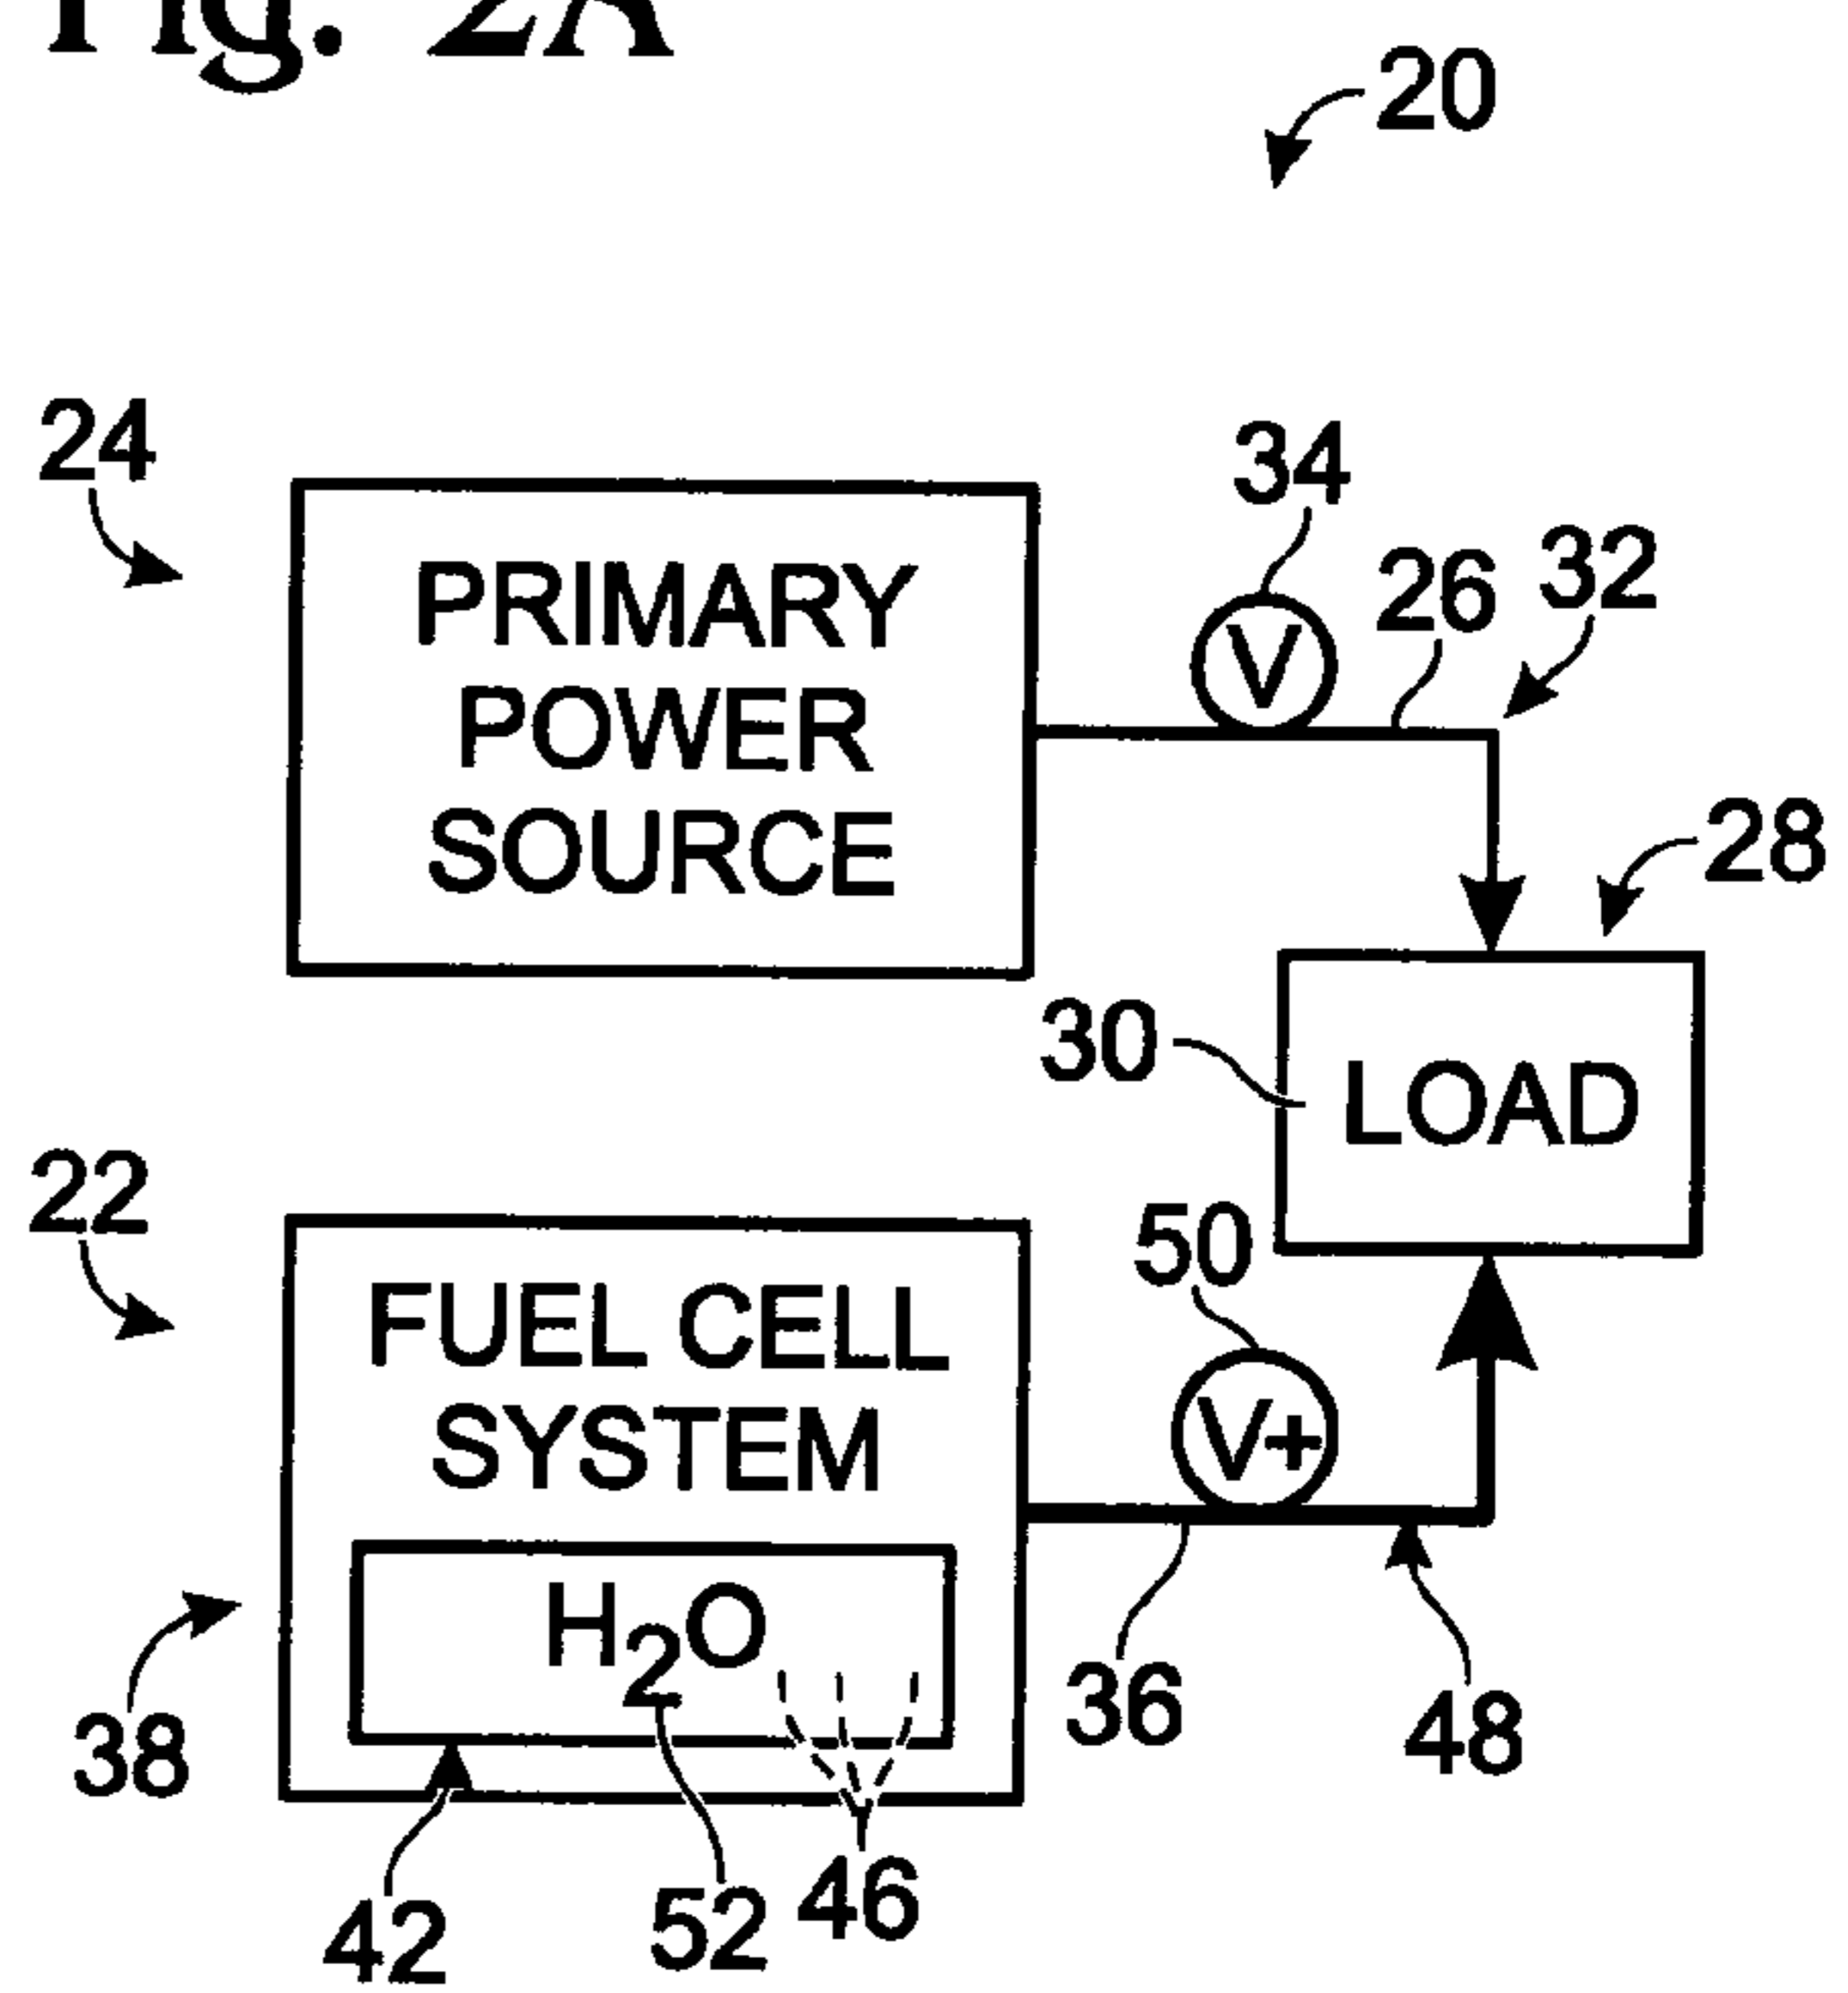 Fig. 2A
20
24
34
26
32
PRIMARY
POWER
SOURCE
V
28
30
LOAD
22
50
FUEL CELL
SYSTEM
V+
H2O
38
36
48
42
52
46